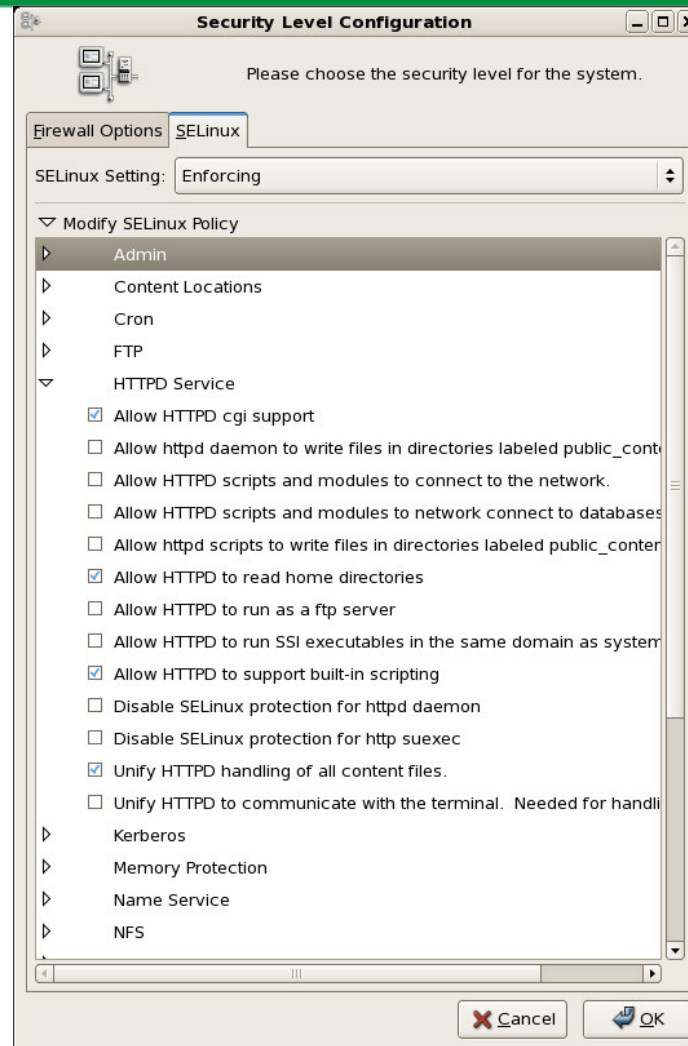 Security Level Configuration
Please choose the security level for the system.
Firewall Options SELinux
SELinux Setting: Enforcing
Modify SELinux Policy
Admin
Content Locations
Cron
FTP
HTTPD Service
Allow HTTPD cgi support
Allow httpd daemon to write files in directories labeled public_conte
Allow HTTPD scripts and modules to connect to the network.
Allow HTTPD scripts and modules to network connect to databases
Allow httpd scripts to write files in directories labeled public_conten
Allow HTTPD to read home directories
Allow HTTPD to run as a ftp server
Allow HTTPD to run SSI executables in the same domain as system
Allow HTTPD to support built-in scripting
Disable SELinux protection for httpd daemon
Disable SELinux protection for http suexec
Unify HTTPD handling of all content files.
Unify HTTPD to communicate with the terminal. Needed for handli
Kerberos
Memory Protection
Name Service
NFS
Cancel OK